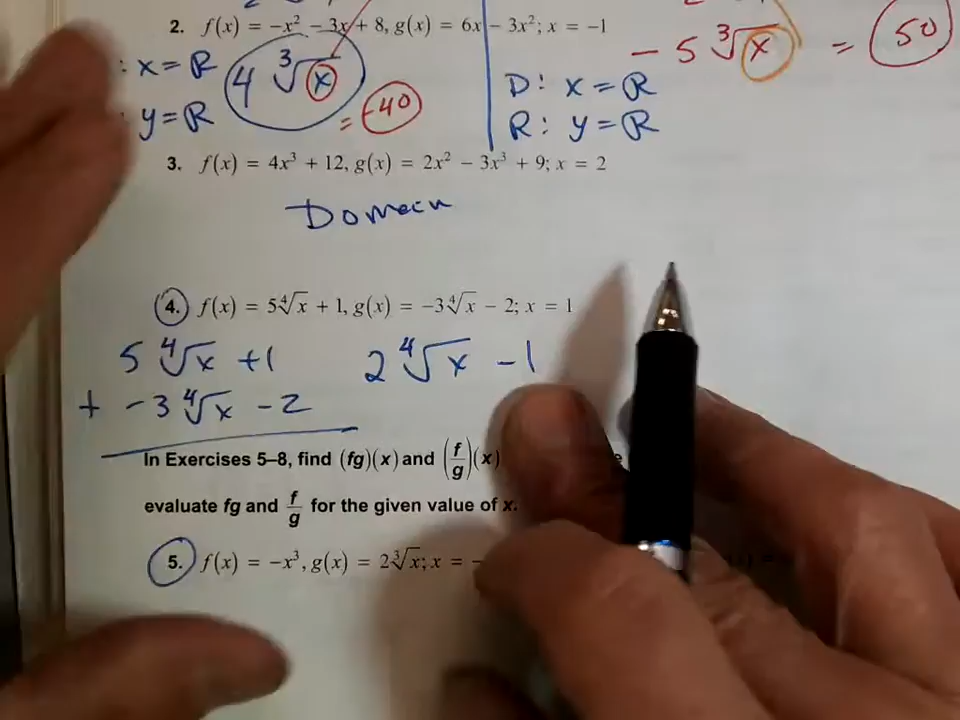 2. f(x) = −x² − 3x + 8, g(x) = 6x − 3x²; x = −1
: x = ℝ
4 ∛x
= -40
y = ℝ
− 5 ∛x = 50
D: x = ℝ
R: y = ℝ
3. f(x) = 4x³ + 12, g(x) = 2x² − 3x³ + 9; x = 2
Domain
4. f(x) = 5∜x + 1, g(x) = −3∜x − 2; x = 1
5 ∜x + 1
2 ∜x − 1
+ −3 ∜x − 2
In Exercises 5–8, find (fg)(x) and (f/g)(x)
evaluate fg and f/g for the given value of x.
5. f(x) = −x³, g(x) = 2∛x; x = −